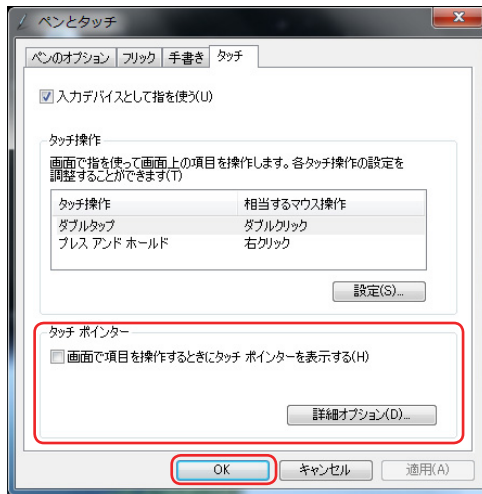 ペンとタッチ
ペンのオプション フリック 手書き タッチ
入力デバイスとして指を使う(U)
タッチ操作
画面で指を使って画面上の項目を操作します。各タッチ操作の設定を
調整することができます(T)
タッチ操作 相当するマウス操作
ダブルタップ ダブルクリック
プレス アンド ホールド 右クリック
設定(S)...
タッチ ポインター
画面で項目を操作するときにタッチ ポインターを表示する(H)
詳細オプション(D)...
OK キャンセル 適用(A)